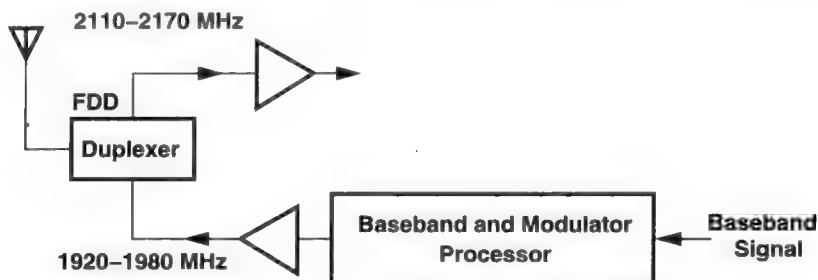 2110–2170 MHz
FDD
Duplexer
Baseband and Modulator
Processor
Baseband
Signal
1920–1980 MHz